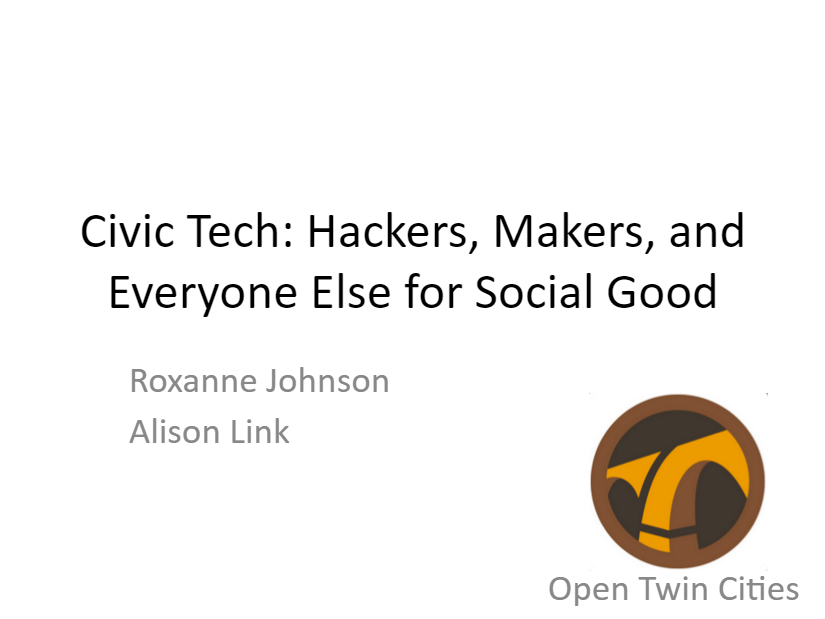 Civic Tech: Hackers, Makers, and
Everyone Else for Social Good
Roxanne Johnson
Alison Link
Open Twin Cities